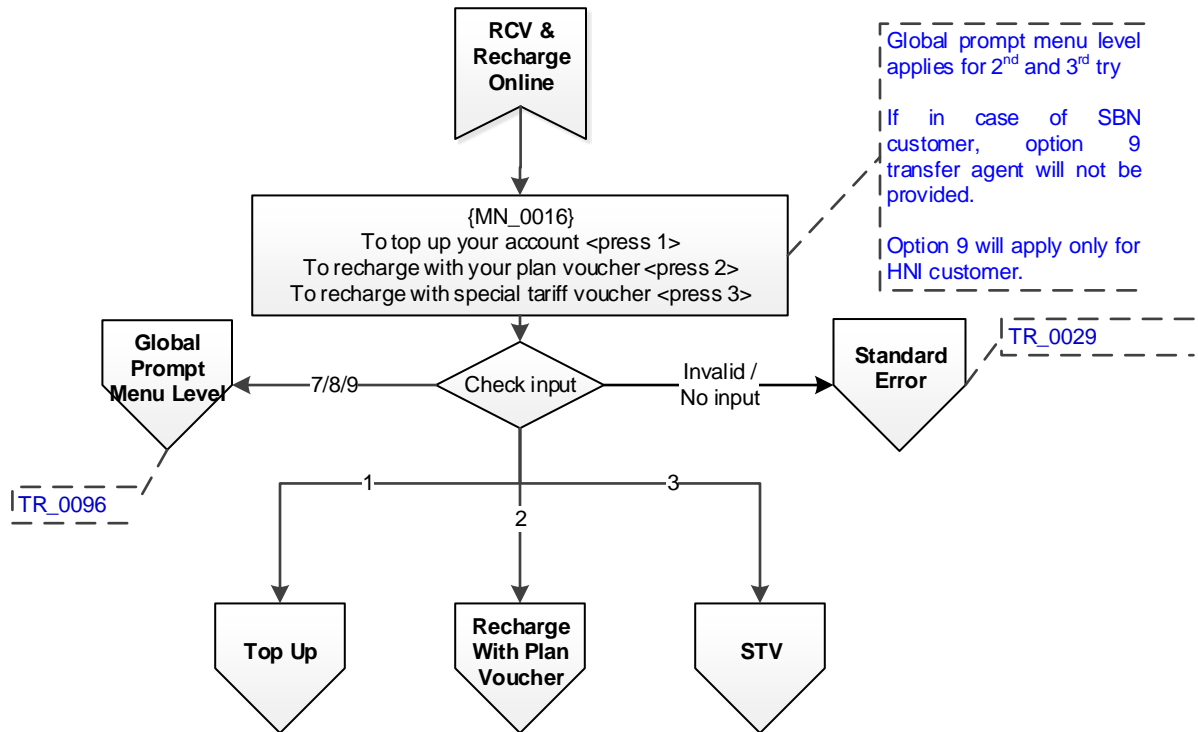 RCV &
Recharge
Online
Global prompt menu level
applies for 2nd and 3rd try
If in case of SBN
customer, option 9
transfer agent will not be
provided.
Option 9 will apply only for
HNI customer.
{MN_0016}
To top up your account <press 1>
To recharge with your plan voucher <press 2>
To recharge with special tariff voucher <press 3>
Global
Prompt
Menu Level
7/8/9
Check input
Invalid /
No input
Standard
Error
TR_0029
TR_0096
1
2
3
Top Up
Recharge
With Plan
Voucher
STV